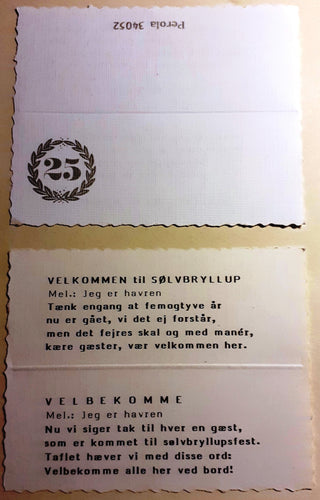 Perola 34052
25
VELKOMMEN til SØLVBRYLLUP
Mel.: Jeg er havren
Tænk engang at femogtyve år
nu er gået, vi det ej forstår,
men det fejres skal og med manér,
kære gæster, vær velkommen her.
VELBEKOMME
Mel.: Jeg er havren
Nu vi siger tak til hver en gæst,
som er kommet til sølvbryllupsfest.
Taflet hæver vi med disse ord:
Velbekomme alle her ved bord!